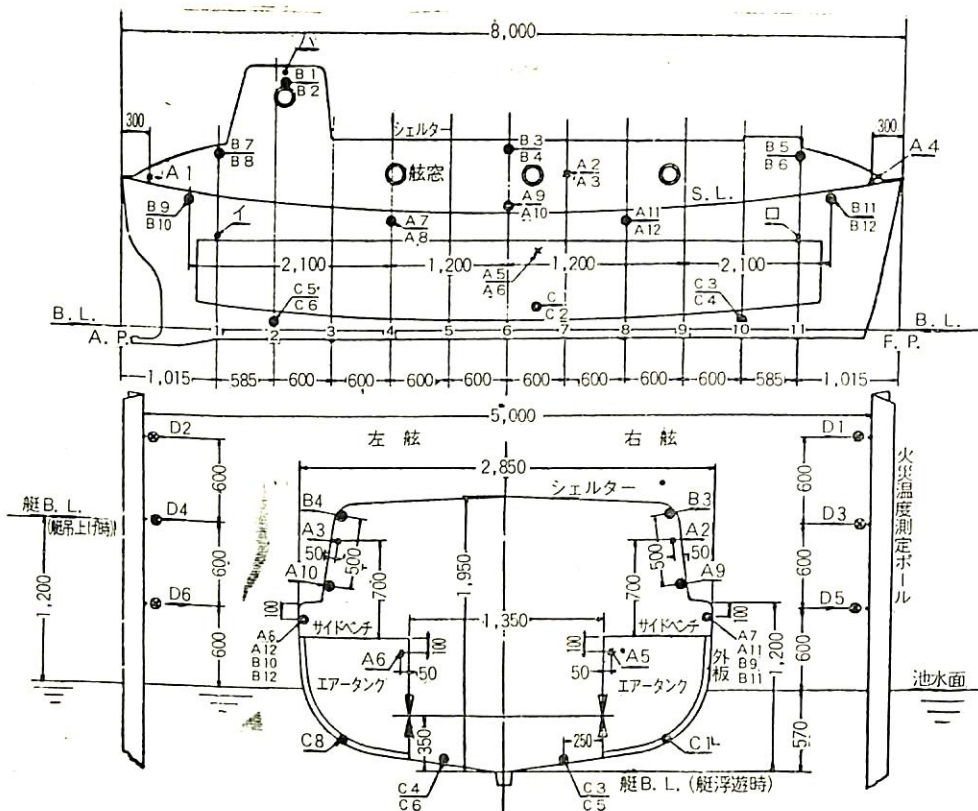 8,000
ハ
B1
B2
300
シェルター
300
B7
B8
B3
B4
B5
B6
A1
舷窓
A2
A3
A4
A9
A10
S.L.
B9
B10
イ
A7
A8
A11
A12
ロ
B11
B12
2,100
1,200
1,200
2,100
A5
A6
C5
C6
C1
C2
C3
C4
B.L.
B.L.
A.P.
1
2
3
4
5
6
7
8
9
10
11
F.P.
1,015
585
600
600
600
600
600
600
600
600
585
1,015
5,000
D2
左舷
右舷
D1
2,850
600
シェルター
600
火災温度測定ポール
B4
B3
艇B.L.
(艇吊上げ時)
D4
D3
A3
A2
50
500
700
1,950
500
50
700
A10
A9
1,200
600
600
D6
D5
100
サイドベンチ
1,350
サイドベンチ
100
A6
A12
B10
B12
A6
100
50
100
A5
50
A7
A11
B9
B11
外板
1,200
600
600
エアータンク
エアータンク
池水面
350
250
570
C8
C1
C4
C6
C3
C5
艇B.L.(艇浮遊時)